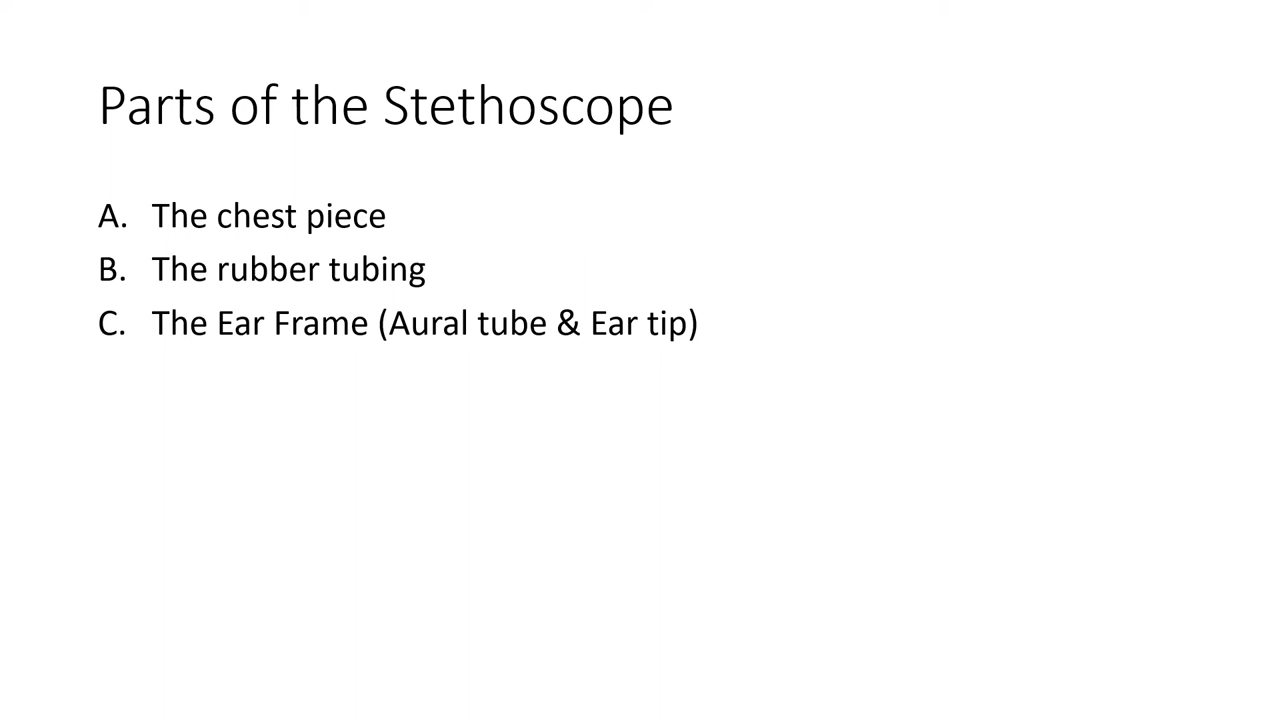 Parts of the Stethoscope
A. The chest piece
B. The rubber tubing
C. The Ear Frame (Aural tube & Ear tip)